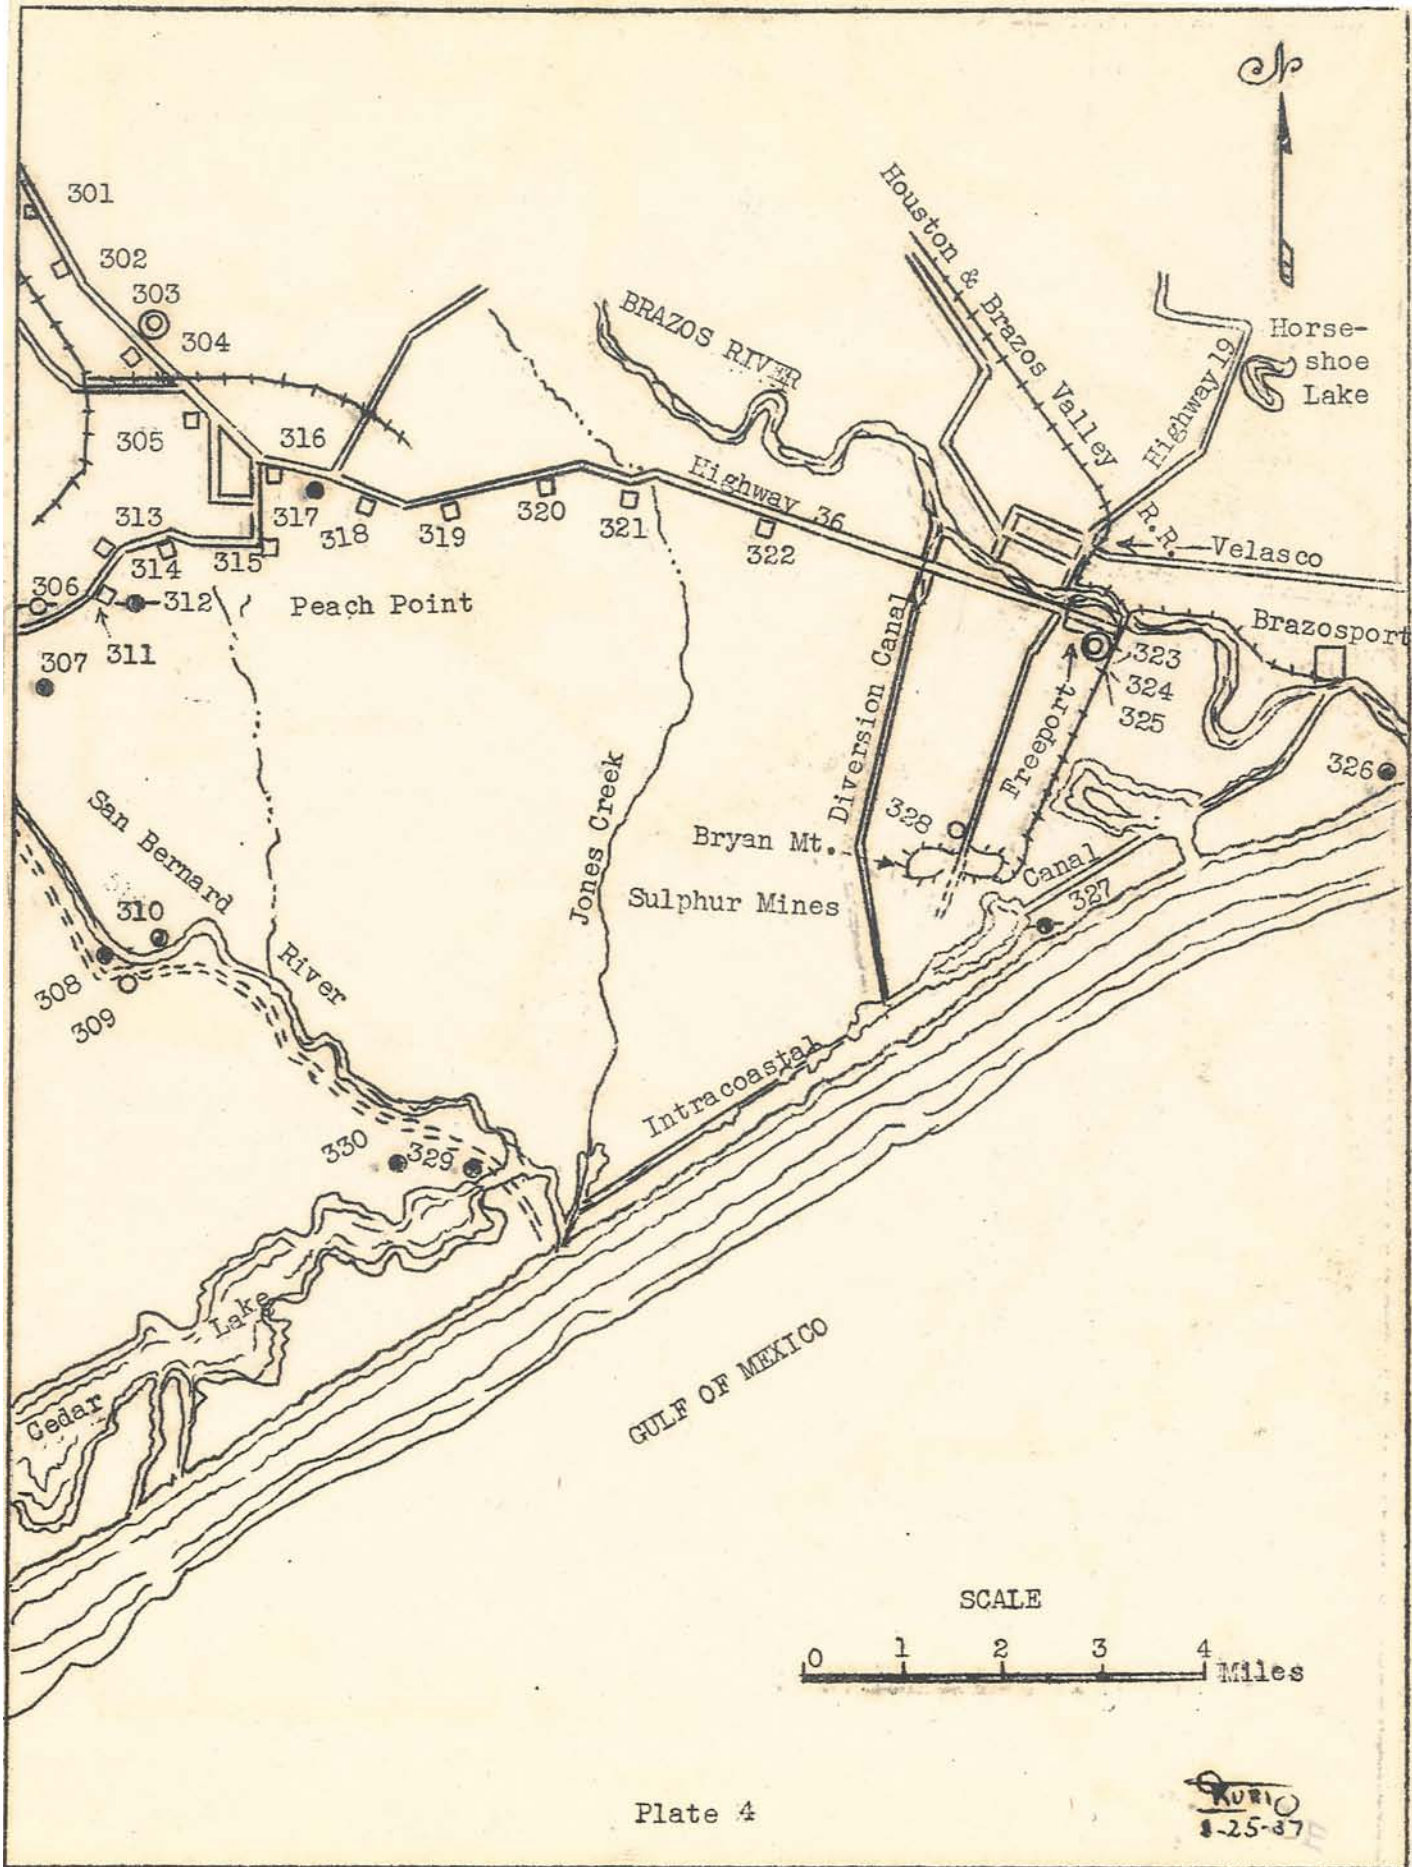 301
302
303
304
305
316
317
318
319
320
321
322
313
314
315
306
312
311
307
Peach Point
BRAZOS RIVER
Houston & Brazos Valley
R.R.
Highway 19
Horse-
shoe
Lake
Highway 36
Velasco
Brazosport
323
324
325
326
Freeport
Diversion Canal
328
Bryan Mt.
Sulphur Mines
Canal
327
Jones Creek
San Bernard
River
310
308
309
330
329
Intracoastal
Lake
Cedar
GULF OF MEXICO
SCALE
0 1 2 3 4
Miles
Plate 4
-25-37